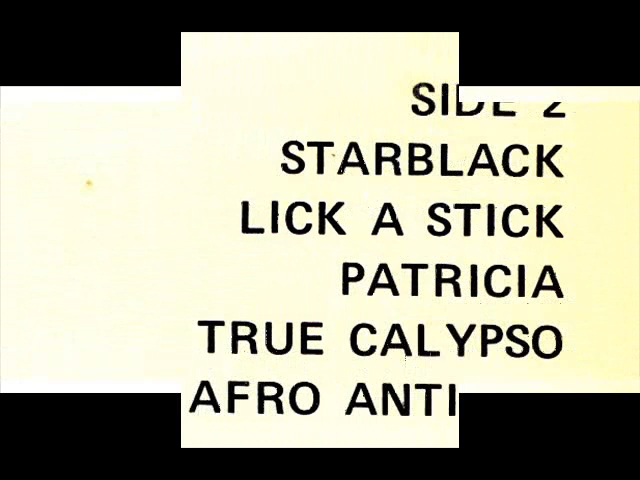 SIDE 2
STARBLACK
LICK A STICK
PATRICIA
TRUE CALYPSO
AFRO ANTI